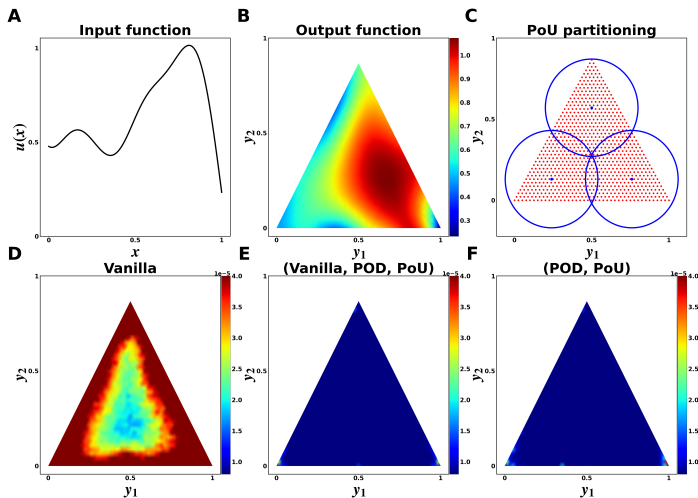 A
Input function
1
0.5
0
u(x)
0
0.5
1
x
B
Output function
1
0.5
0
y2
0
0.5
1
y1
1.0
0.9
0.8
0.7
0.6
0.5
0.4
0.3
C
PoU partitioning
1
0.5
0
y2
0
0.5
1
y1
D
Vanilla
1
0.5
0
y2
0
0.5
1
y1
1e−5
4.0
3.5
3.0
2.5
2.0
1.5
1.0
E
(Vanilla, POD, PoU)
1
0.5
0
y2
0
0.5
1
y1
1e−5
4.0
3.5
3.0
2.5
2.0
1.5
1.0
F
(POD, PoU)
1
0.5
0
y2
0
0.5
1
y1
1e−5
4.0
3.5
3.0
2.5
2.0
1.5
1.0